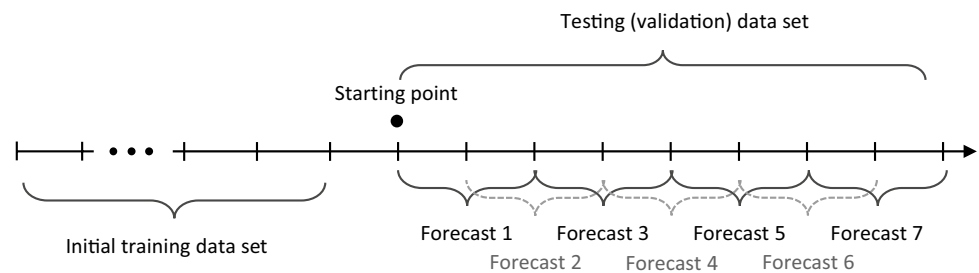 Testing (validation) data set
Starting point
Initial training data set
Forecast 1 Forecast 3 Forecast 5 Forecast 7
Forecast 2 Forecast 4 Forecast 6